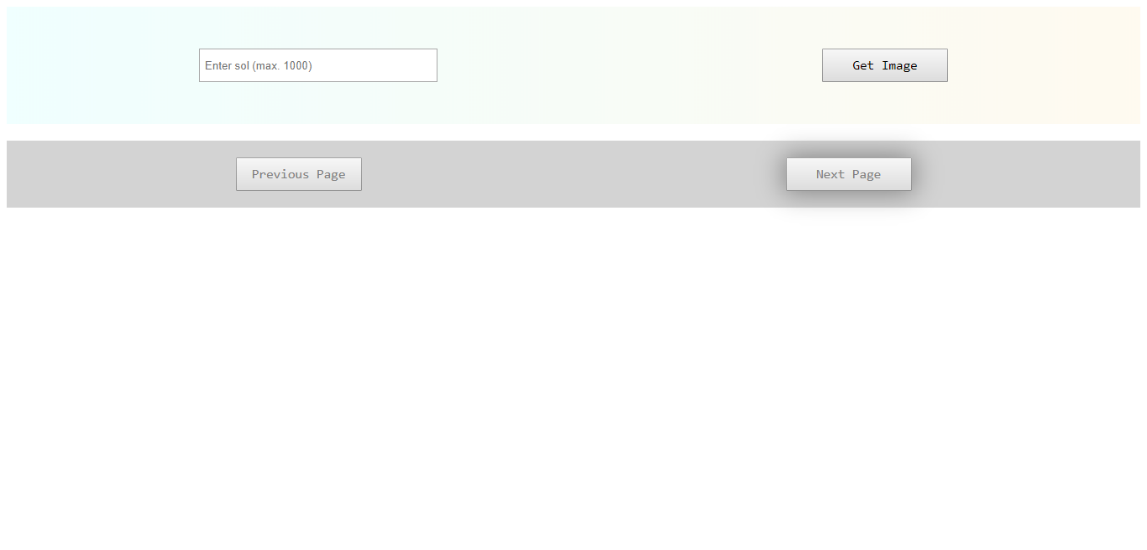 Enter sol (max. 1000)
Get Image
Previous Page
Next Page